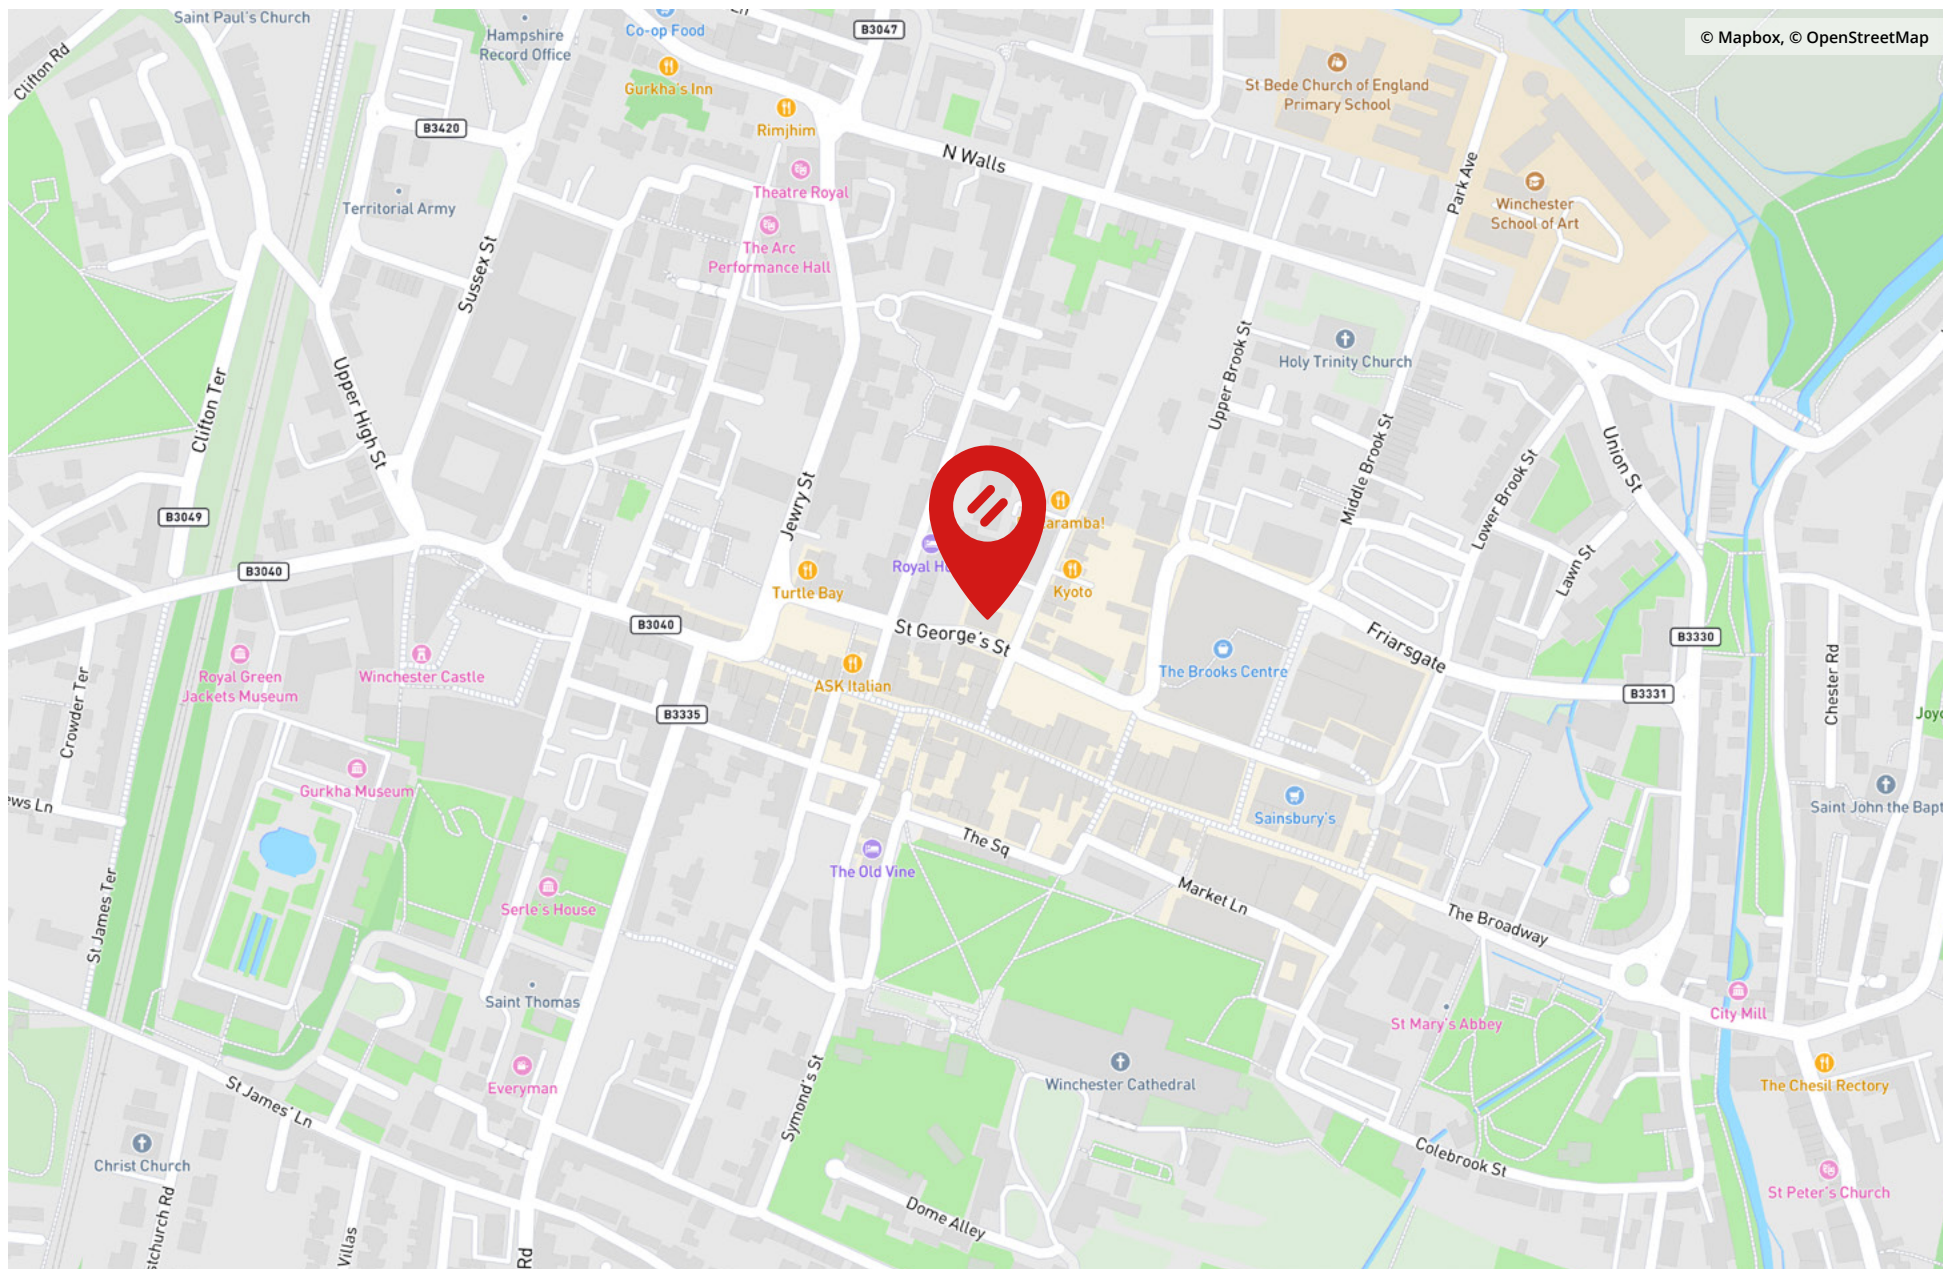 Saint Paul's Church
Clifton Rd
Hampshire
Record Office
Co-op Food
B3047
© Mapbox, © OpenStreetMap
Gurkha's Inn
Rimjhim
St Bede Church of England
Primary School
B3420
N Walls
Park Ave
Theatre Royal
Territorial Army
Winchester
School of Art
The Arc
Performance Hall
Sussex St
Upper Brook St
Holy Trinity Church
Clifton Ter
Upper High St
Middle Brook St
Lower Brook St
Union St
Jewry St
B3049
aramba!
Lawn St
B3040
Royal H
Turtle Bay
Kyoto
B3040
St George's St
Friarsgate
B3330
Royal Green
Jackets Museum
Winchester Castle
ASK Italian
The Brooks Centre
Crowder Ter
B3335
B3331
Chester Rd
Joyc
Gurkha Museum
ews Ln
Sainsbury's
Saint John the Bapt
The Sq
The Old Vine
Market Ln
Serle's House
The Broadway
St James Ter
Saint Thomas
St Mary's Abbey
City Mill
Everyman
Winchester Cathedral
The Chesil Rectory
St James' Ln
Symond's St
Christ Church
Colebrook St
St Peter's Church
stchurch Rd
Villas
Rd
Dome Alley